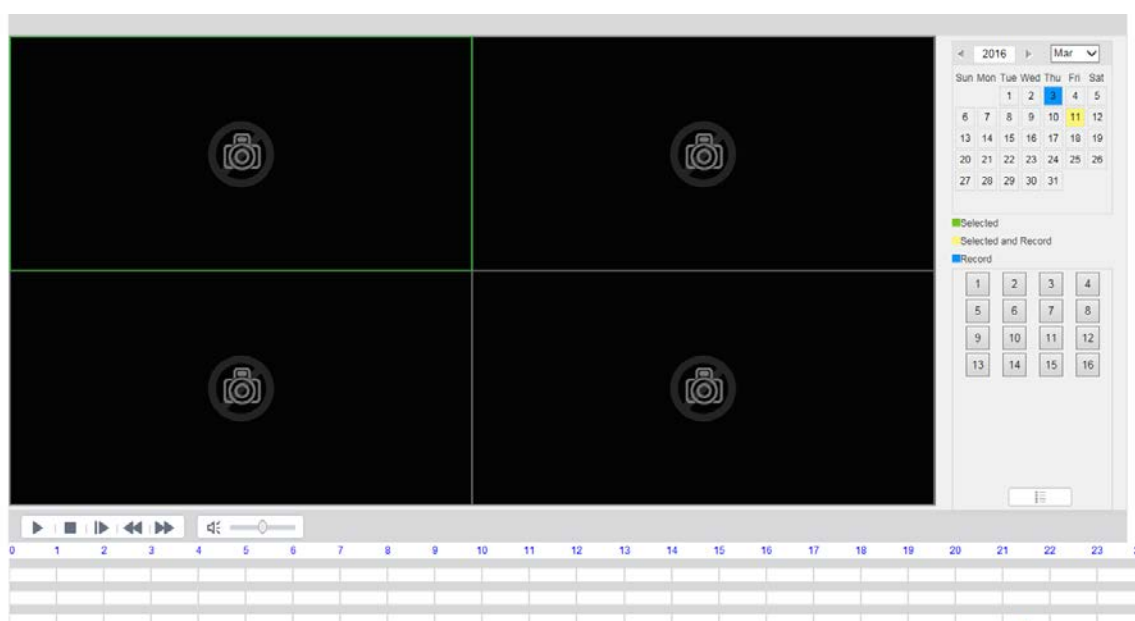 2016 Mar
Sun Mon Tue Wed Thu Fri Sat
1 2 3 4 5
6 7 8 9 10 11 12
13 14 15 16 17 18 19
20 21 22 23 24 25 26
27 28 29 30 31
Selected
Selected and Record
Record
1 2 3 4
5 6 7 8
9 10 11 12
13 14 15 16
0 1 2 3 4 5 6 7 8 9 10 11 12 13 14 15 16 17 18 19 20 21 22 23